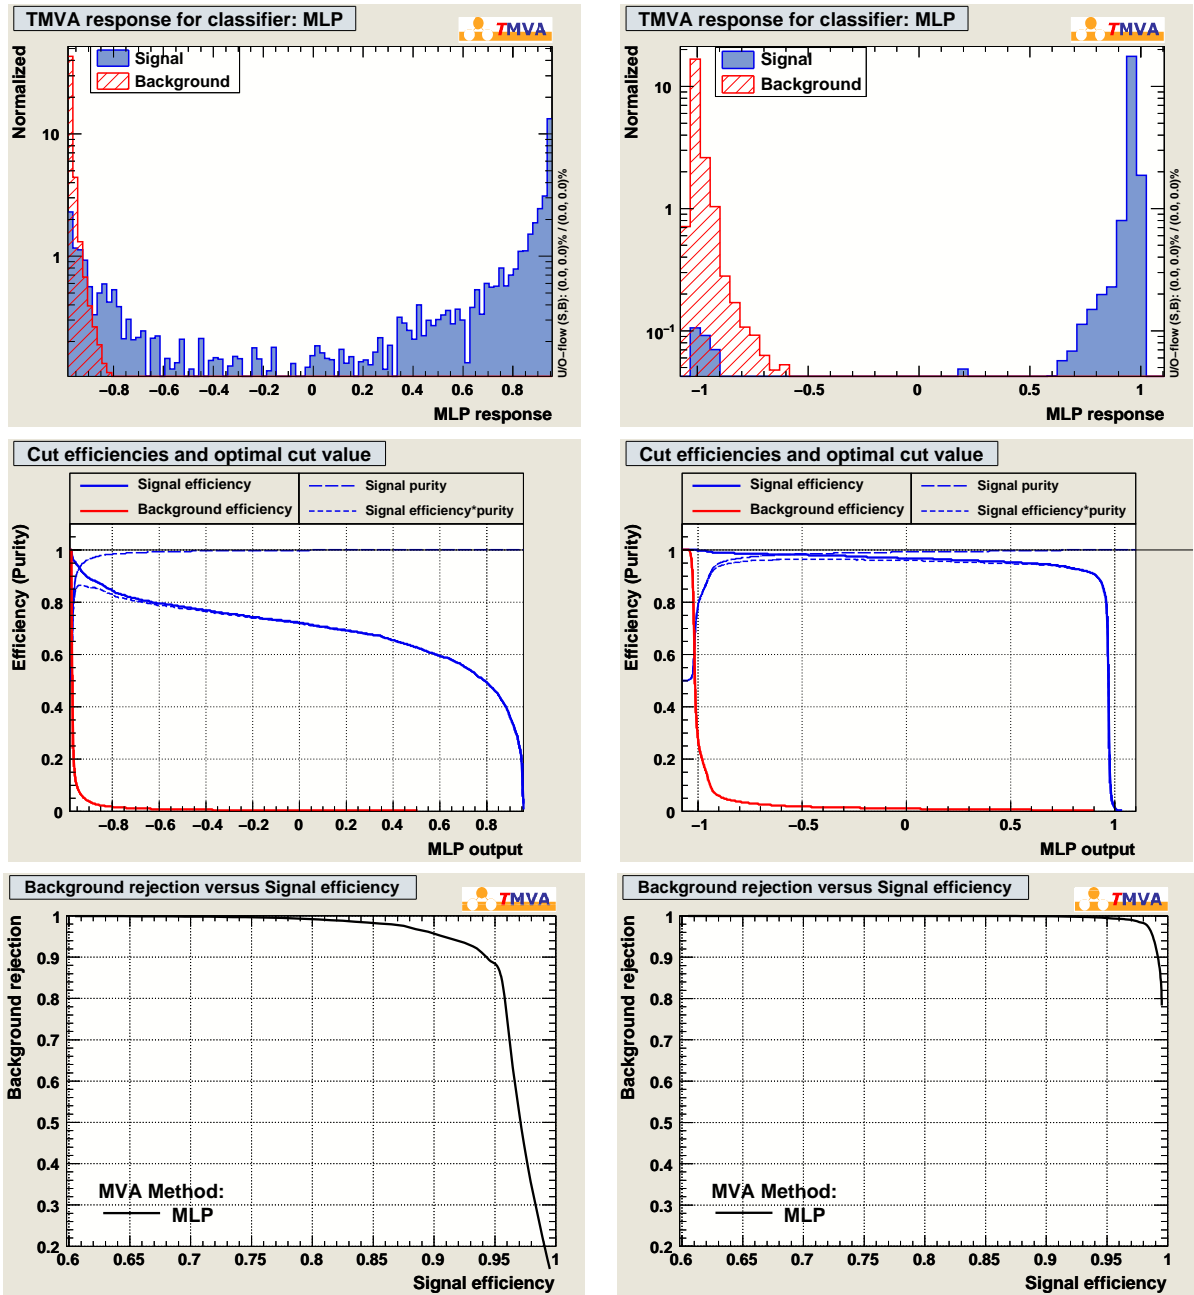 TMVA response for classifier: MLP
TMVA
Normalized
Signal
Background
10
1
−0.8 −0.6 −0.4 −0.2 0 0.2 0.4 0.6 0.8
MLP response
U/O−flow (S,B): (0.0, 0.0)% / (0.0, 0.0)%
TMVA response for classifier: MLP
TMVA
Normalized
Signal
Background
10
1
10−1
−1 −0.5 0 0.5 1
MLP response
U/O−flow (S,B): (0.0, 0.0)% / (0.0, 0.0)%
Cut efficiencies and optimal cut value
Signal efficiency
Background efficiency
Signal purity
Signal efficiency*purity
Efficiency (Purity)
1
0.8
0.6
0.4
0.2
0
−0.8 −0.6 −0.4 −0.2 0 0.2 0.4 0.6 0.8
MLP output
Cut efficiencies and optimal cut value
Signal efficiency
Background efficiency
Signal purity
Signal efficiency*purity
Efficiency (Purity)
1
0.8
0.6
0.4
0.2
0
−1 −0.5 0 0.5 1
MLP output
Background rejection versus Signal efficiency
TMVA
Background rejection
1
0.9
0.8
0.7
0.6
0.5
0.4
0.3
0.2
MVA Method:
MLP
0.6 0.65 0.7 0.75 0.8 0.85 0.9 0.95 1
Signal efficiency
Background rejection versus Signal efficiency
TMVA
Background rejection
1
0.9
0.8
0.7
0.6
0.5
0.4
0.3
0.2
MVA Method:
MLP
0.6 0.65 0.7 0.75 0.8 0.85 0.9 0.95 1
Signal efficiency